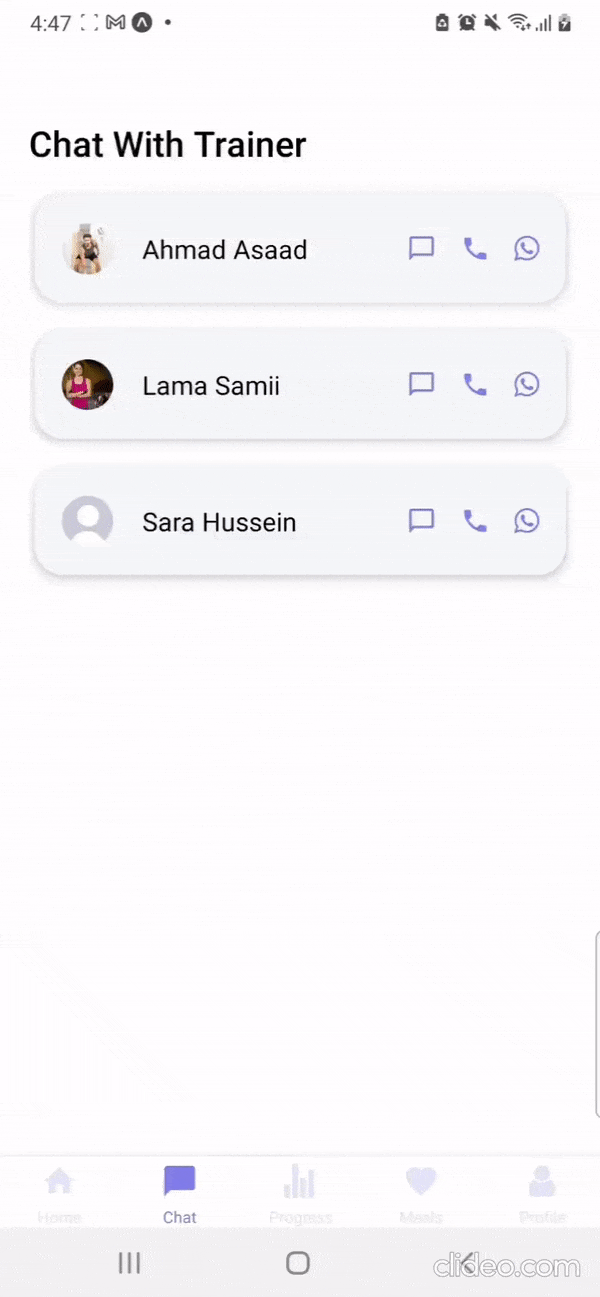 4:47
Chat With Trainer
Ahmad Asaad
Lama Samii
Sara Hussein
Home Chat Progress Meals Profile
clideo.com